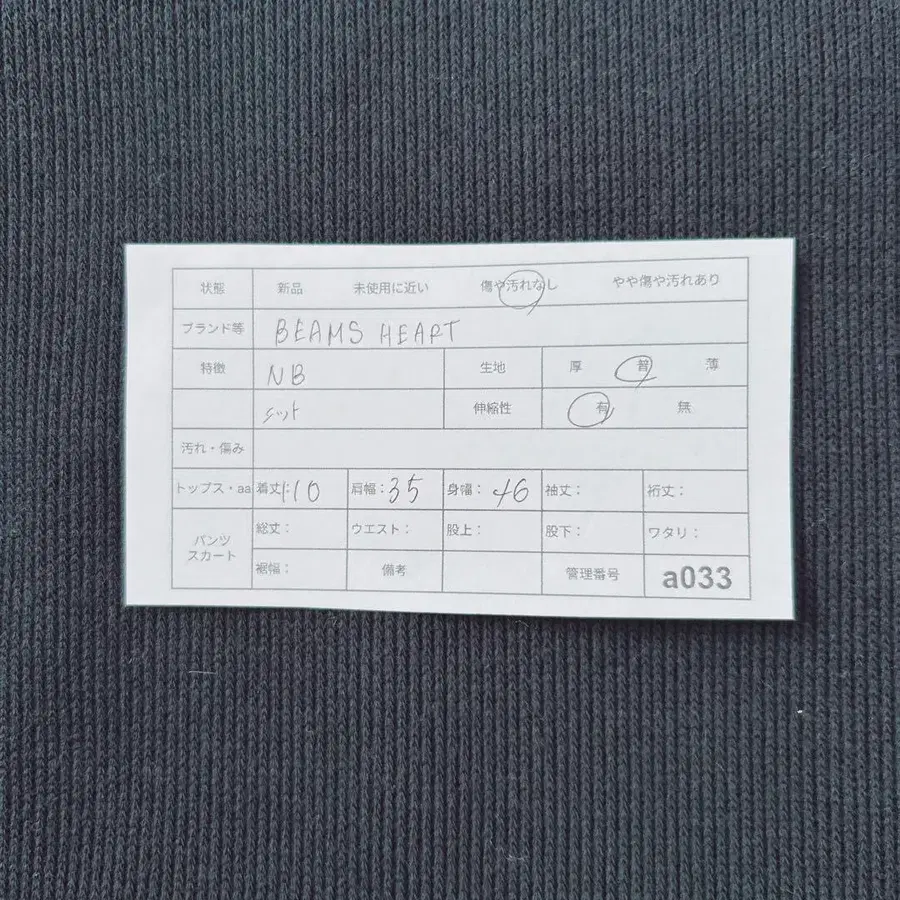 状態 新品 未使用に近い 傷や汚れなし やや傷や汚れあり
ブランド等 BEAMS HEART
特徴 NB 生地 厚 普 薄
ニット 伸縮性 有 無
汚れ・傷み
トップス・aa 着丈:110 肩幅:35 身幅:46 袖丈: 裄丈:
パンツ 総丈: ウエスト: 股上: 股下: ワタリ:
スカート
裾幅: 備考 管理番号 a033